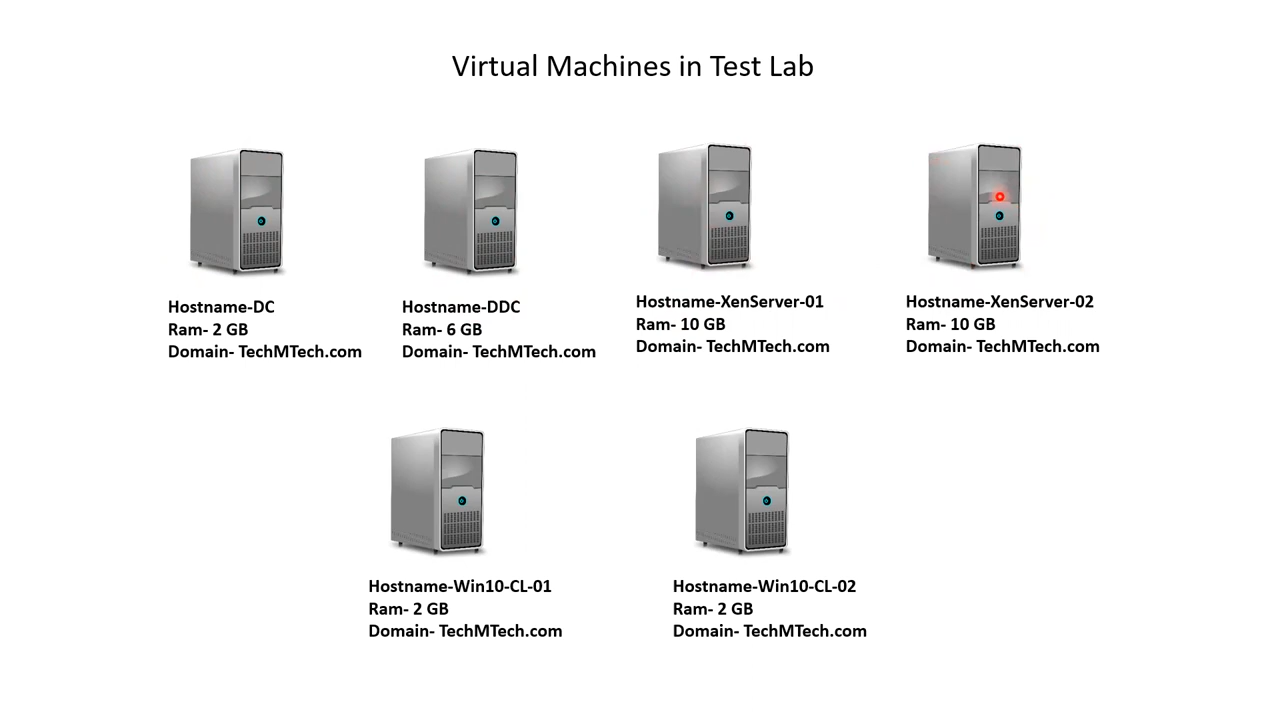 Virtual Machines in Test Lab
Hostname-DC
Ram- 2 GB
Domain- TechMTech.com
Hostname-DDC
Ram- 6 GB
Domain- TechMTech.com
Hostname-XenServer-01
Ram- 10 GB
Domain- TechMTech.com
Hostname-XenServer-02
Ram- 10 GB
Domain- TechMTech.com
Hostname-Win10-CL-01
Ram- 2 GB
Domain- TechMTech.com
Hostname-Win10-CL-02
Ram- 2 GB
Domain- TechMTech.com